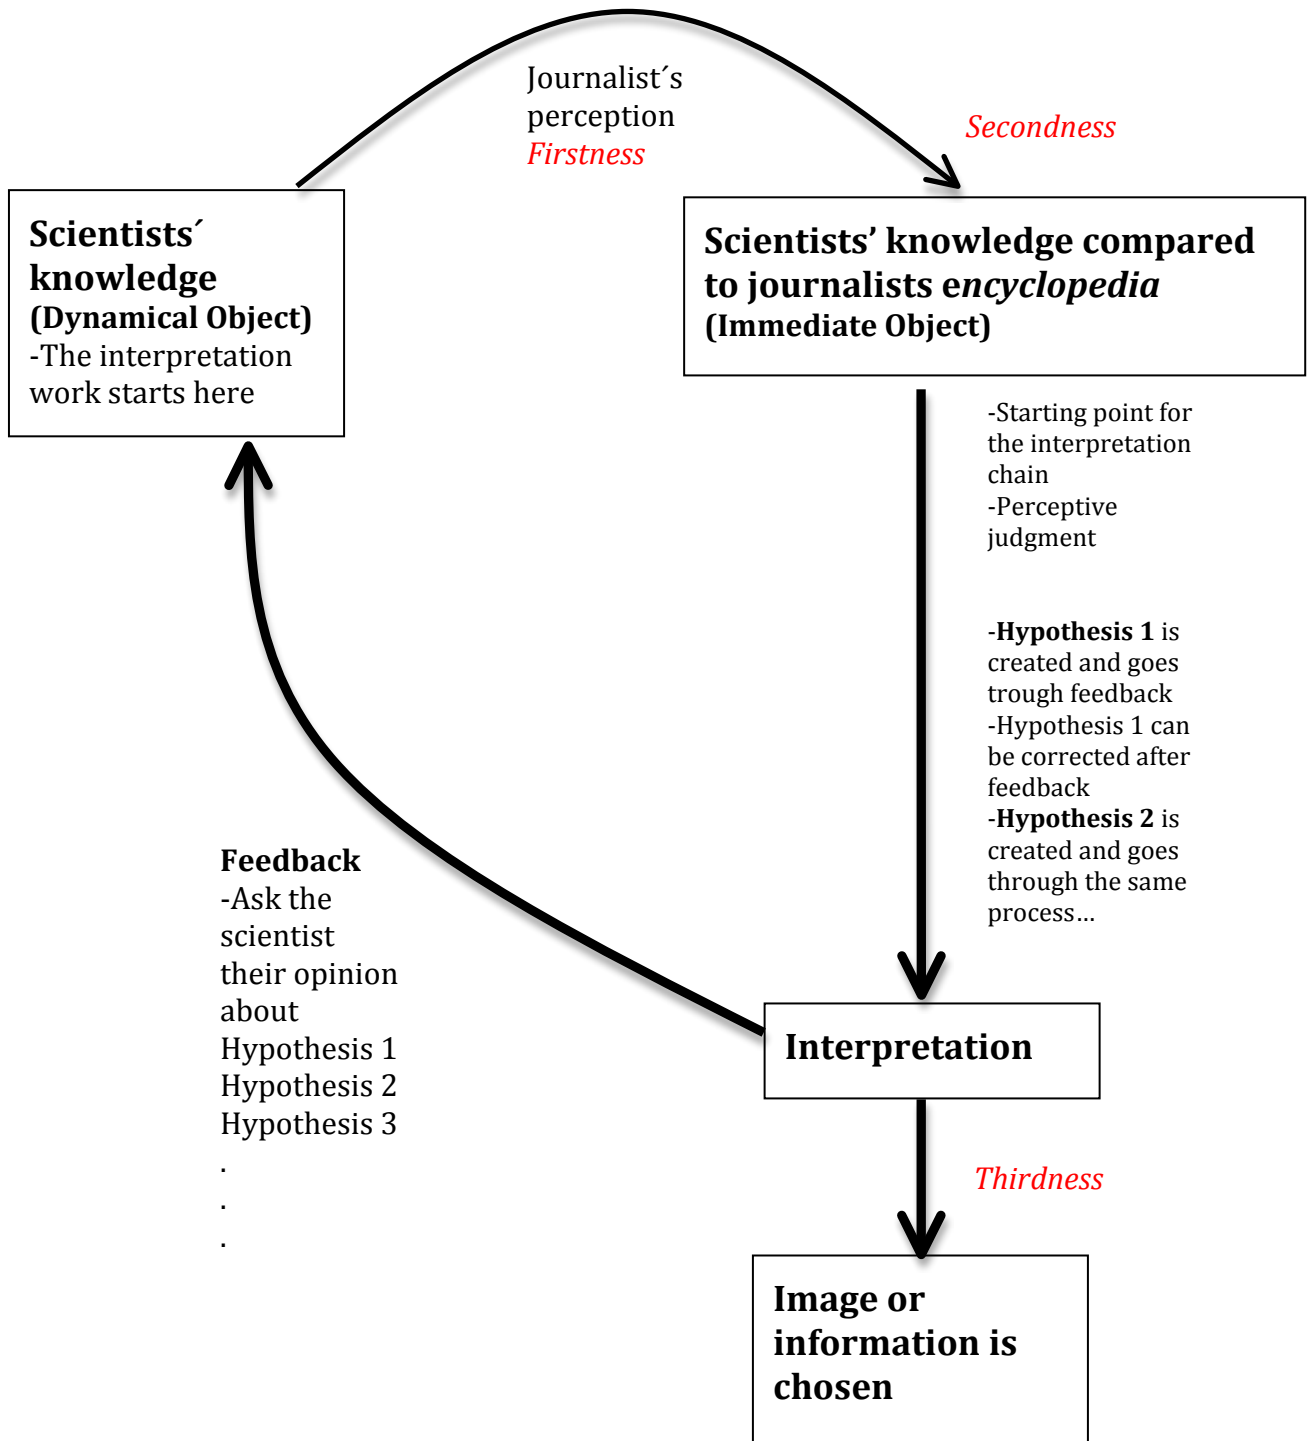 Journalist´s
perception
Firstness
Secondness
Scientists´
knowledge
(Dynamical Object)
-The interpretation
work starts here
Scientists’ knowledge compared
to journalists encyclopedia
(Immediate Object)
-Starting point for
the interpretation
chain
-Perceptive
judgment
-Hypothesis 1 is
created and goes
trough feedback
-Hypothesis 1 can
be corrected after
feedback
-Hypothesis 2 is
created and goes
through the same
process…
Feedback
-Ask the
scientist
their opinion
about
Hypothesis 1
Hypothesis 2
Hypothesis 3
.
.
.
Interpretation
Thirdness
Image or
information is
chosen